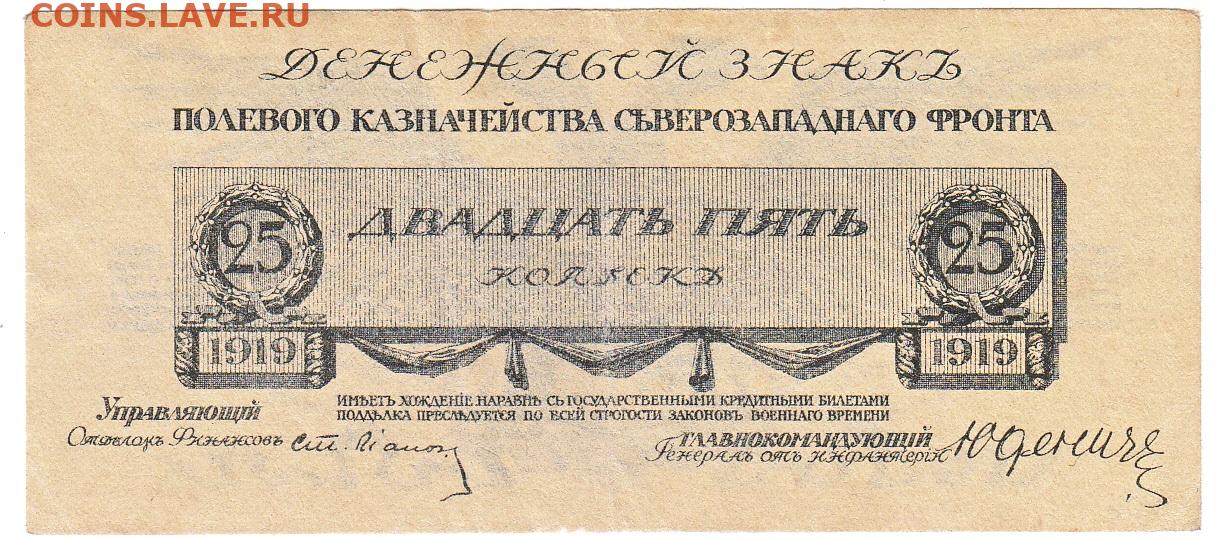 COINS.LAVE.RU
ДЕНЕЖНЫЙ ЗНАКЪ
ПОЛЕВОГО КАЗНАЧЕЙСТВА СѢВЕРОЗАПАДНАГО ФРОНТА
25 ДВАДЦАТЬ ПЯТЬ 25
КОПѢЕКЪ
1919 1919
ИМѢЕТЪ ХОЖДЕНІЕ НАРАВНѢ СЪ ГОСУДАРСТВЕННЫМИ КРЕДИТНЫМИ БИЛЕТАМИ
ПОДДѢЛКА ПРЕСЛѢДУЕТСЯ ПО ВСЕЙ СТРОГОСТИ ЗАКОНОВЪ ВОЕННАГО ВРЕМЕНИ
Управляющій
Отдѣломъ Финансовъ
ГЛАВНОКОМАНДУЮЩІЙ
Генералъ отъ инфантеріи Юденичъ